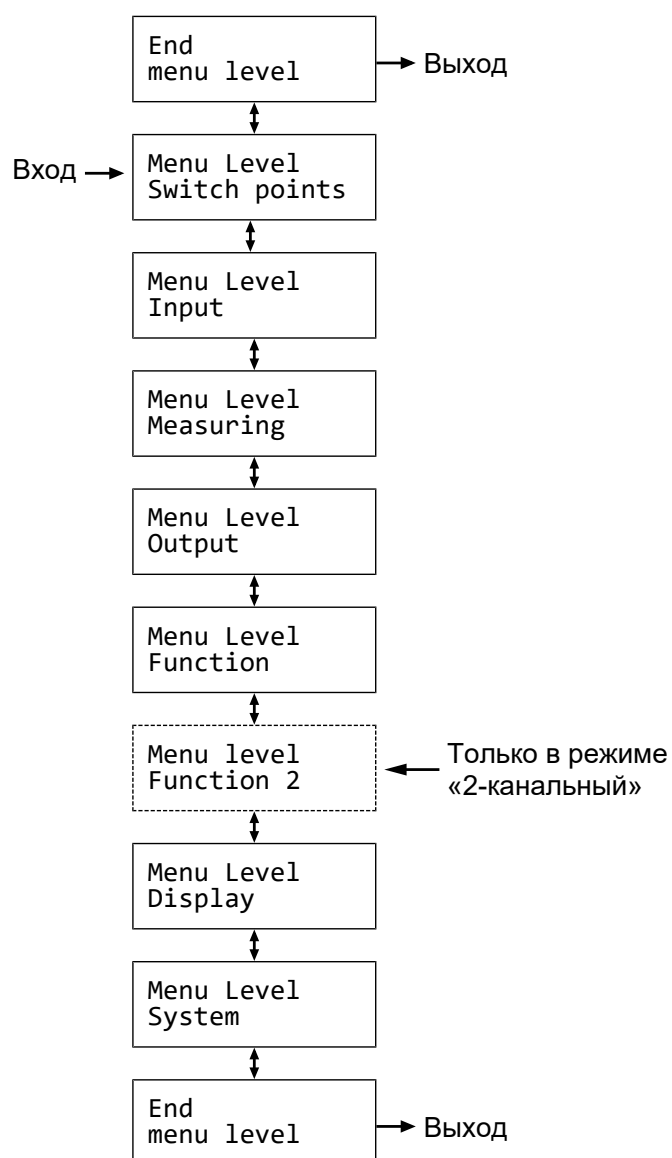 End
menu level
Выход
Вход
Menu Level
Switch points
Menu Level
Input
Menu Level
Measuring
Menu Level
Output
Menu Level
Function
Menu level
Function 2
Только в режиме
«2-канальный»
Menu Level
Display
Menu Level
System
End
menu level
Выход